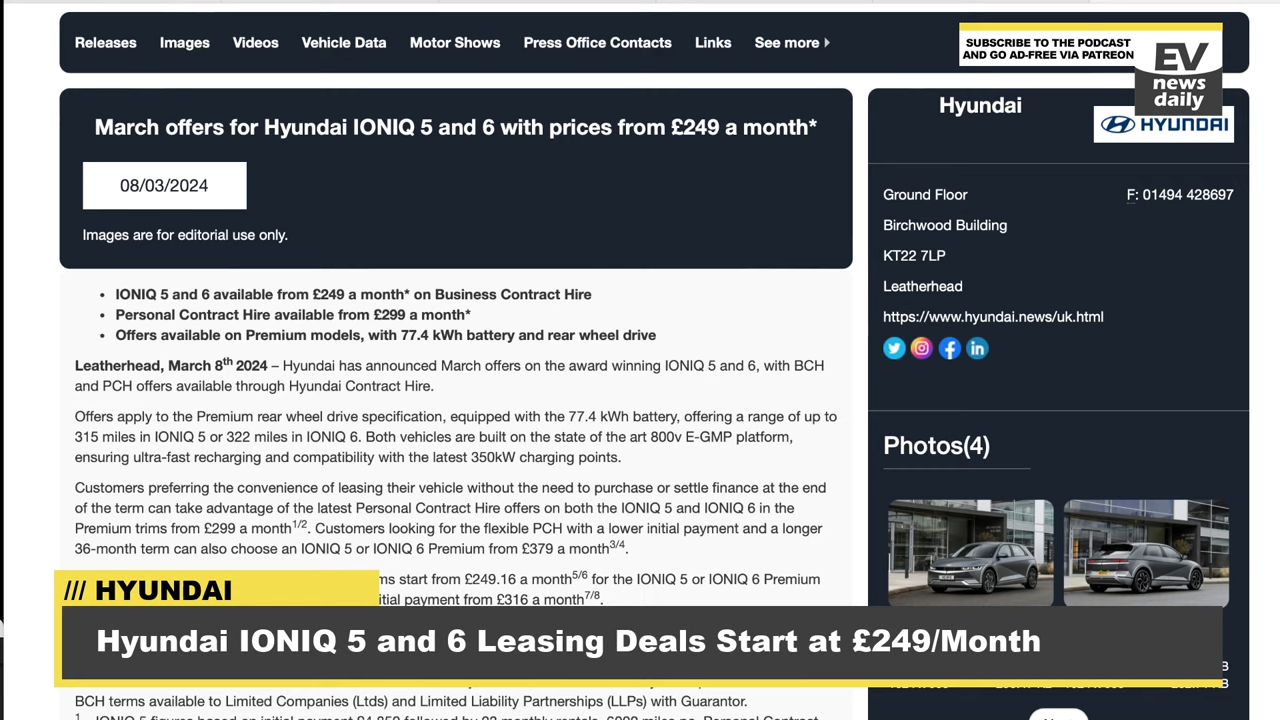 Releases Images Videos Vehicle Data Motor Shows Press Office Contacts Links See more
SUBSCRIBE TO THE PODCAST
AND GO AD-FREE VIA PATREON
EV
news
daily
March offers for Hyundai IONIQ 5 and 6 with prices from £249 a month*
08/03/2024
Images are for editorial use only.
• IONIQ 5 and 6 available from £249 a month* on Business Contract Hire
• Personal Contract Hire available from £299 a month*
• Offers available on Premium models, with 77.4 kWh battery and rear wheel drive
Leatherhead, March 8th 2024 – Hyundai has announced March offers on the award winning IONIQ 5 and 6, with BCH
and PCH offers available through Hyundai Contract Hire.
Offers apply to the Premium rear wheel drive specification, equipped with the 77.4 kWh battery, offering a range of up to
315 miles in IONIQ 5 or 322 miles in IONIQ 6. Both vehicles are built on the state of the art 800v E-GMP platform,
ensuring ultra-fast recharging and compatibility with the latest 350kW charging points.
Customers preferring the convenience of leasing their vehicle without the need to purchase or settle finance at the end
of the term can take advantage of the latest Personal Contract Hire offers on both the IONIQ 5 and IONIQ 6 in the
Premium trims from £299 a month1/2. Customers looking for the flexible PCH with a lower initial payment and a longer
36-month term can also choose an IONIQ 5 or IONIQ 6 Premium from £379 a month3/4.
ms start from £249.16 a month5/6 for the IONIQ 5 or IONIQ 6 Premium
itial payment from £316 a month7/8.
BCH terms available to Limited Companies (Ltds) and Limited Liability Partnerships (LLPs) with Guarantor.
Hyundai
HYUNDAI
Ground Floor F: 01494 428697
Birchwood Building
KT22 7LP
Leatherhead
https://www.hyundai.news/uk.html
Photos(4)
/// HYUNDAI
Hyundai IONIQ 5 and 6 Leasing Deals Start at £249/Month